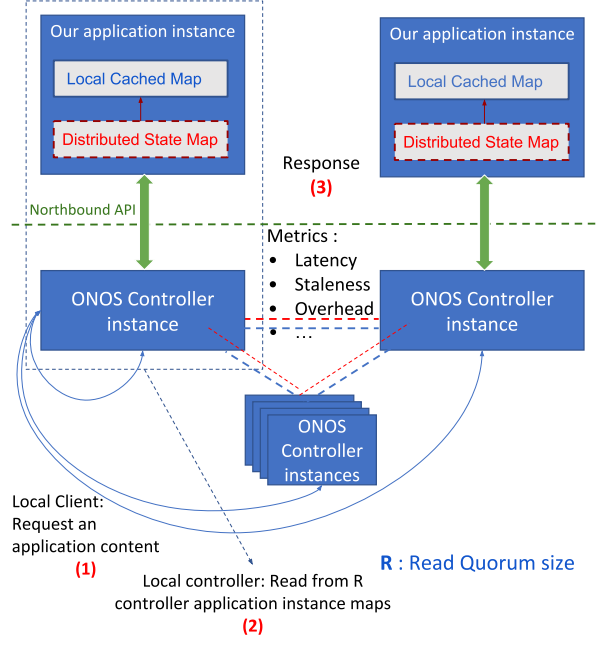 Our application instance
Local Cached Map
Distributed State Map
Our application instance
Local Cached Map
Distributed State Map
Response
(3)
Northbound API
Metrics :
• Latency
• Staleness
• Overhead
• ...
ONOS Controller
instance
ONOS Controller
instance
ONOS
Controller
instances
Local Client:
Request an
application content
(1)
R : Read Quorum size
Local controller: Read from R
controller application instance maps
(2)